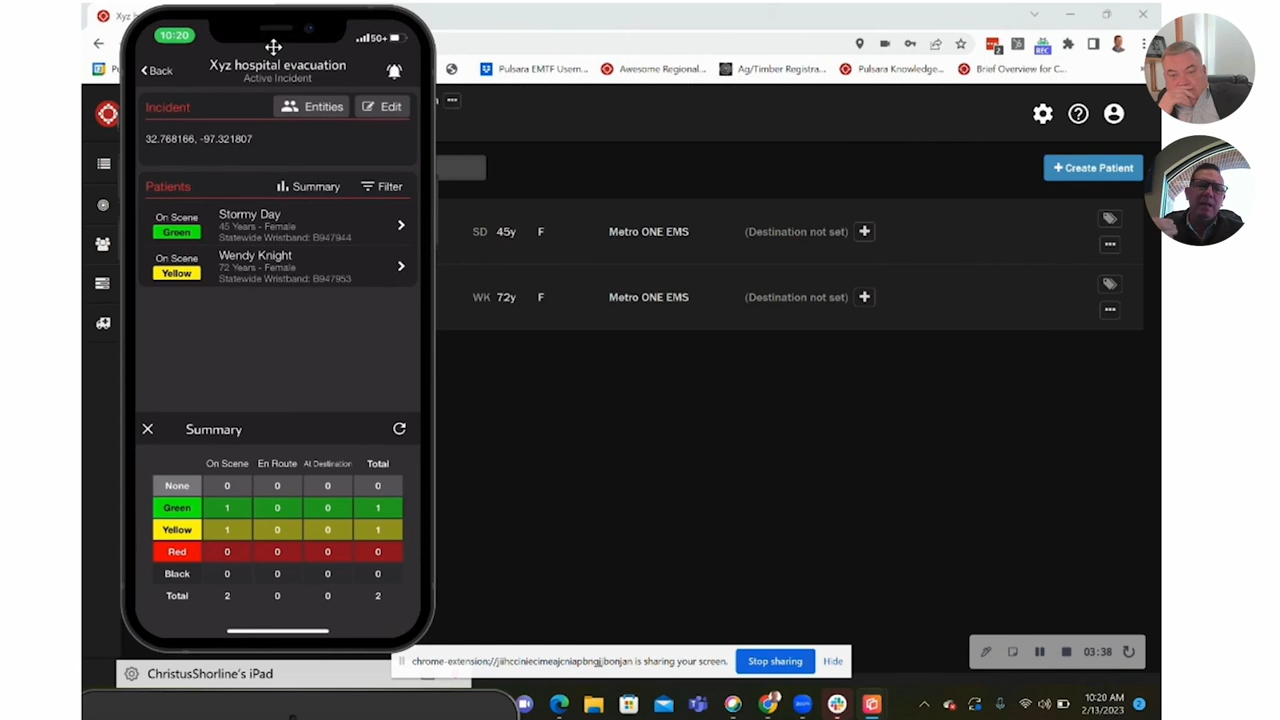 Xyz h
10:20
50+
Back
Xyz hospital evacuation
Active Incident
Incident
Entities
Edit
32.768166, -97.321807
Patients
Summary
Filter
On Scene
Green
Stormy Day
45 Years - Female
Statewide Wristband: B947944
On Scene
Yellow
Wendy Knight
72 Years - Female
Statewide Wristband: B947953
Summary
On Scene En Route At Destination Total
None 0 0 0 0
Green 1 0 0 1
Yellow 1 0 0 1
Red 0 0 0 0
Black 0 0 0 0
Total 2 0 0 2
2
REC
Pulsara EMTF Usern...
Awesome Regional...
Ag/Timber Registra...
Pulsara Knowledge...
Brief Overview for C...
+ Create Patient
SD 45y F Metro ONE EMS (Destination not set)
WK 72y F Metro ONE EMS (Destination not set)
03:38
ChristusShorline's iPad
is sharing your screen.
Stop sharing
Hide
10:20 AM
2/13/2023
2